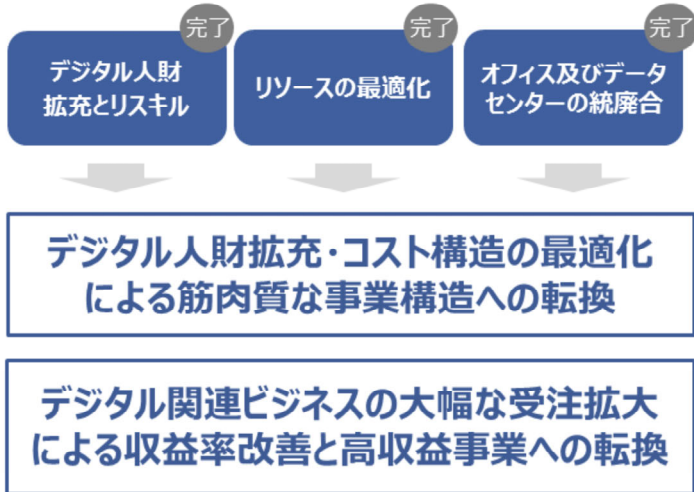 完了
デジタル人財
拡充とリスキル
完了
リソースの最適化
完了
オフィス及びデータ
センターの統廃合
デジタル人財拡充・コスト構造の最適化
による筋肉質な事業構造への転換
デジタル関連ビジネスの大幅な受注拡大
による収益率改善と高収益事業への転換